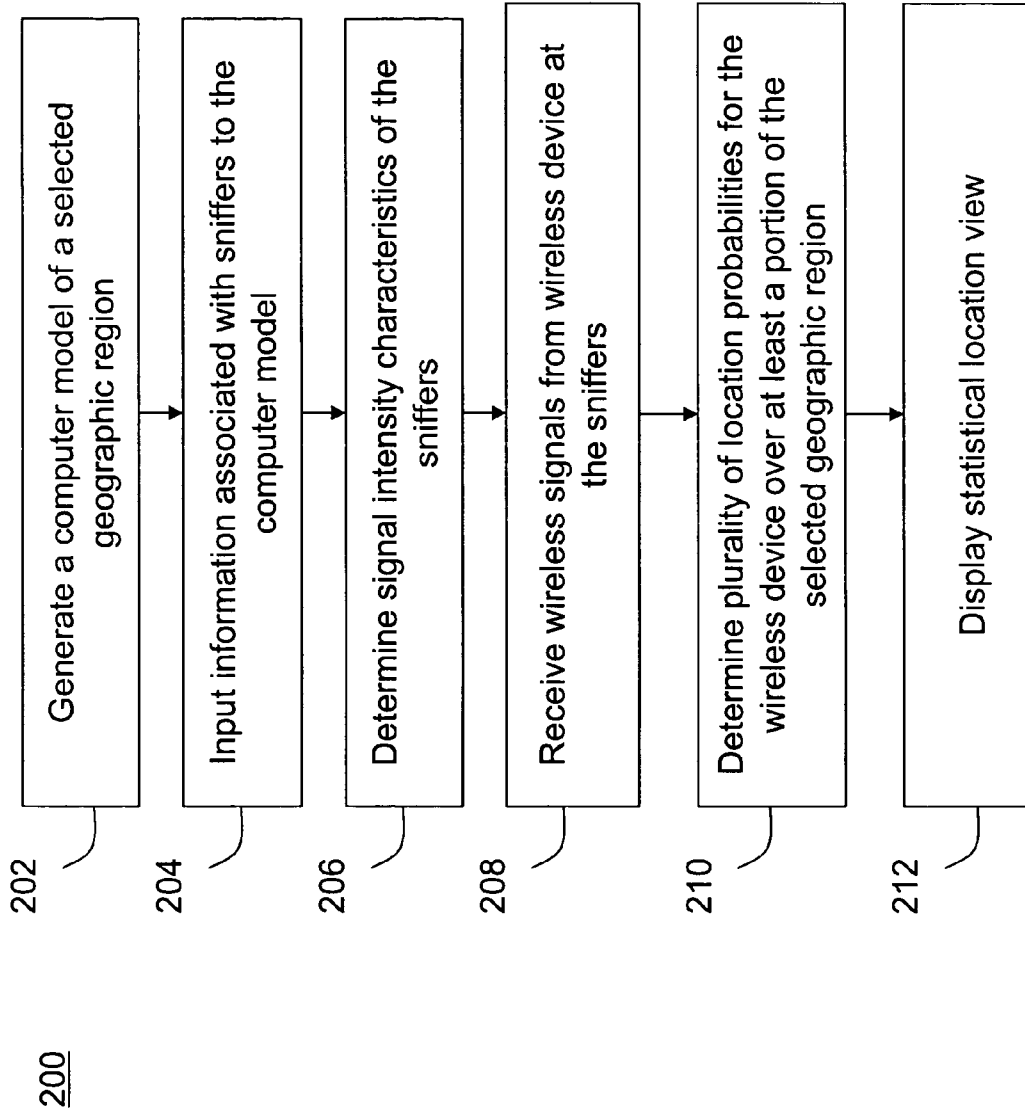 200
202
Generate a computer model of a selected
geographic region
204
Input information associated with sniffers to the
computer model
206
Determine signal intensity characteristics of the
sniffers
208
Receive wireless signals from wireless device at
the sniffers
210
Determine plurality of location probabilities for the
wireless device over at least a portion of the
selected geographic region
212
Display statistical location view